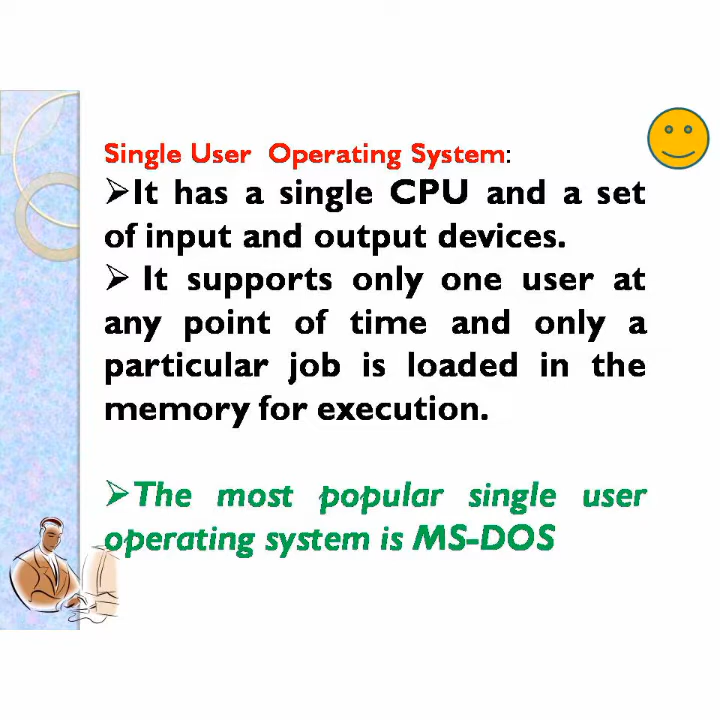 Single User Operating System:
➢It has a single CPU and a set
of input and output devices.
➢ It supports only one user at
any point of time and only a
particular job is loaded in the
memory for execution.
➢The most popular single user
operating system is MS-DOS